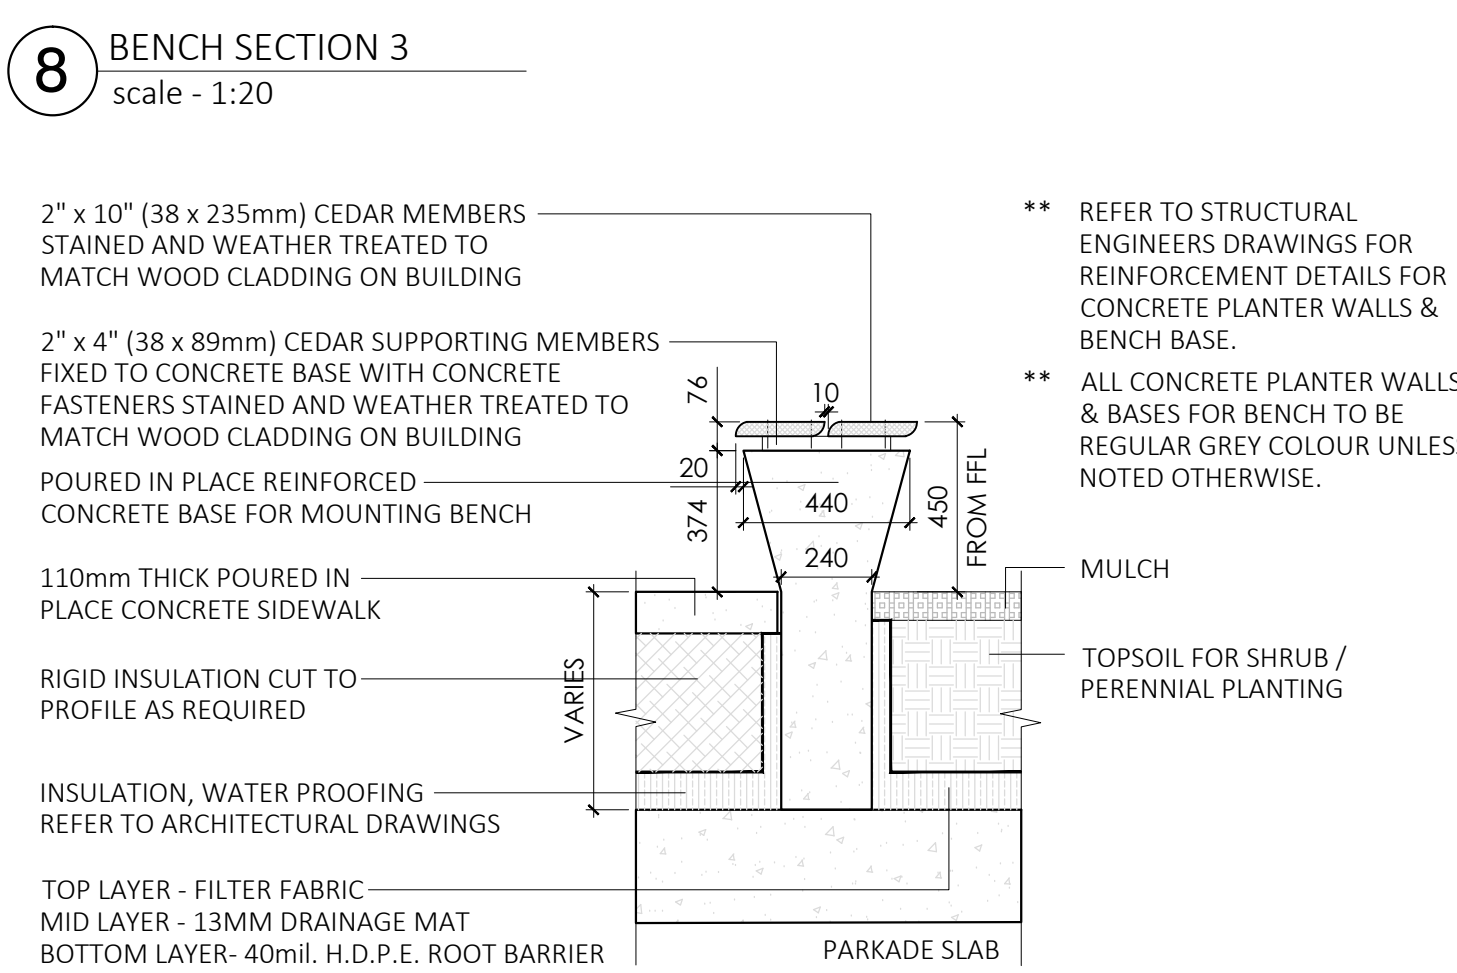 8
BENCH SECTION 3
scale - 1:20
2" x 10" (38 x 235mm) CEDAR MEMBERS
STAINED AND WEATHER TREATED TO
MATCH WOOD CLADDING ON BUILDING
2" x 4" (38 x 89mm) CEDAR SUPPORTING MEMBERS
FIXED TO CONCRETE BASE WITH CONCRETE
FASTENERS STAINED AND WEATHER TREATED TO
MATCH WOOD CLADDING ON BUILDING
POURED IN PLACE REINFORCED
CONCRETE BASE FOR MOUNTING BENCH
110mm THICK POURED IN
PLACE CONCRETE SIDEWALK
RIGID INSULATION CUT TO
PROFILE AS REQUIRED
INSULATION, WATER PROOFING
REFER TO ARCHITECTURAL DRAWINGS
TOP LAYER - FILTER FABRIC
MID LAYER - 13MM DRAINAGE MAT
BOTTOM LAYER- 40mil. H.D.P.E. ROOT BARRIER
76
10
20
374
440
240
450
FROM FFL
VARIES
PARKADE SLAB
** REFER TO STRUCTURAL
ENGINEERS DRAWINGS FOR
REINFORCEMENT DETAILS FOR
CONCRETE PLANTER WALLS &
BENCH BASE.
** ALL CONCRETE PLANTER WALLS
& BASES FOR BENCH TO BE
REGULAR GREY COLOUR UNLESS
NOTED OTHERWISE.
MULCH
TOPSOIL FOR SHRUB /
PERENNIAL PLANTING